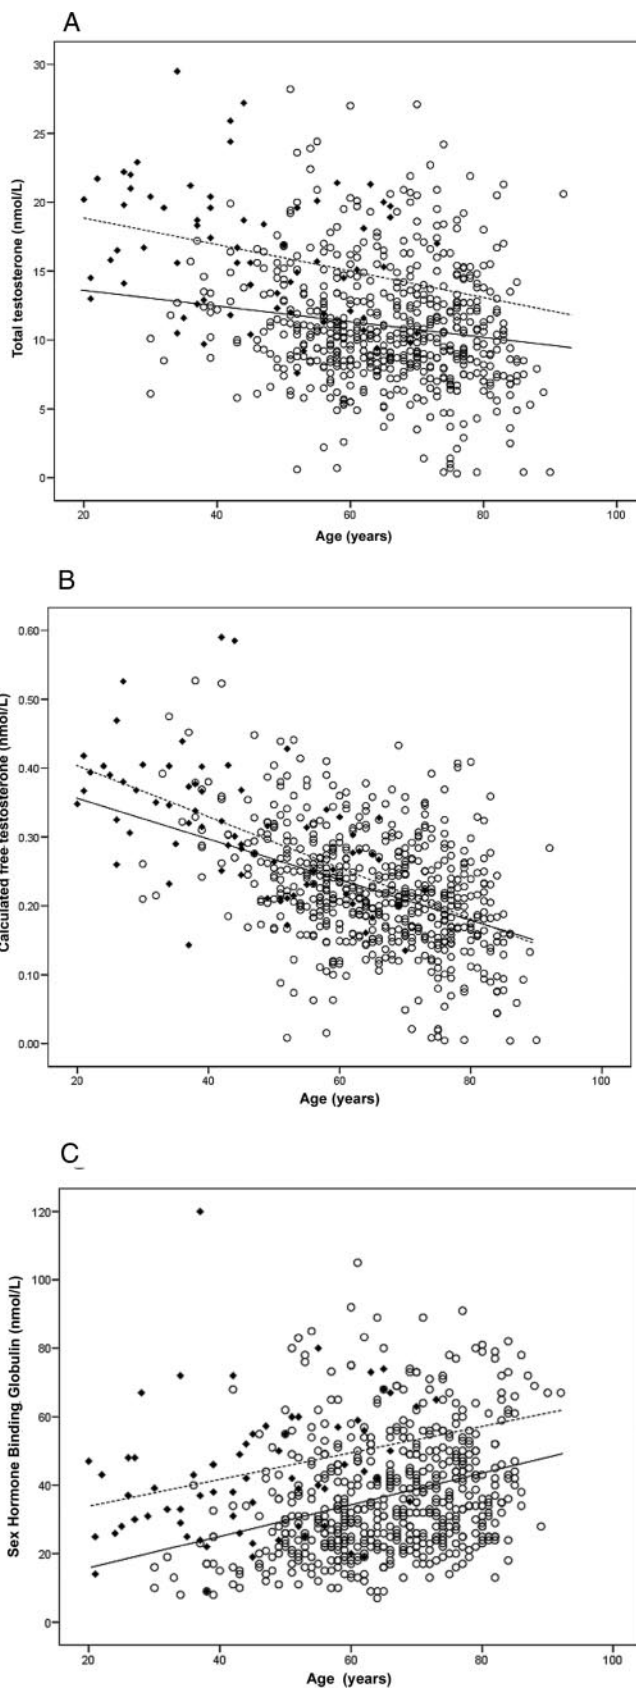 A
Total testosterone (nmol/L)
30
25
20
15
10
5
0
20 40 60 80 100
Age (years)
B
Calculated free testosterone (nmol/L)
0.60
0.50
0.40
0.30
0.20
0.10
0.00
20 40 60 80 100
Age (years)
C
Sex Hormone Binding Globulin (nmol/L)
120
100
80
60
40
20
0
20 40 60 80 100
Age (years)